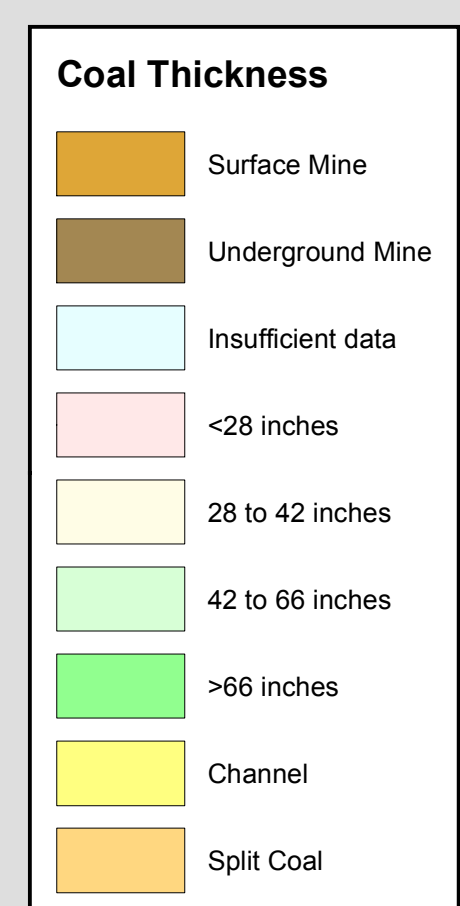 Coal Thickness
Surface Mine
Underground Mine
Insufficient data
<28 inches
28 to 42 inches
42 to 66 inches
>66 inches
Channel
Split Coal